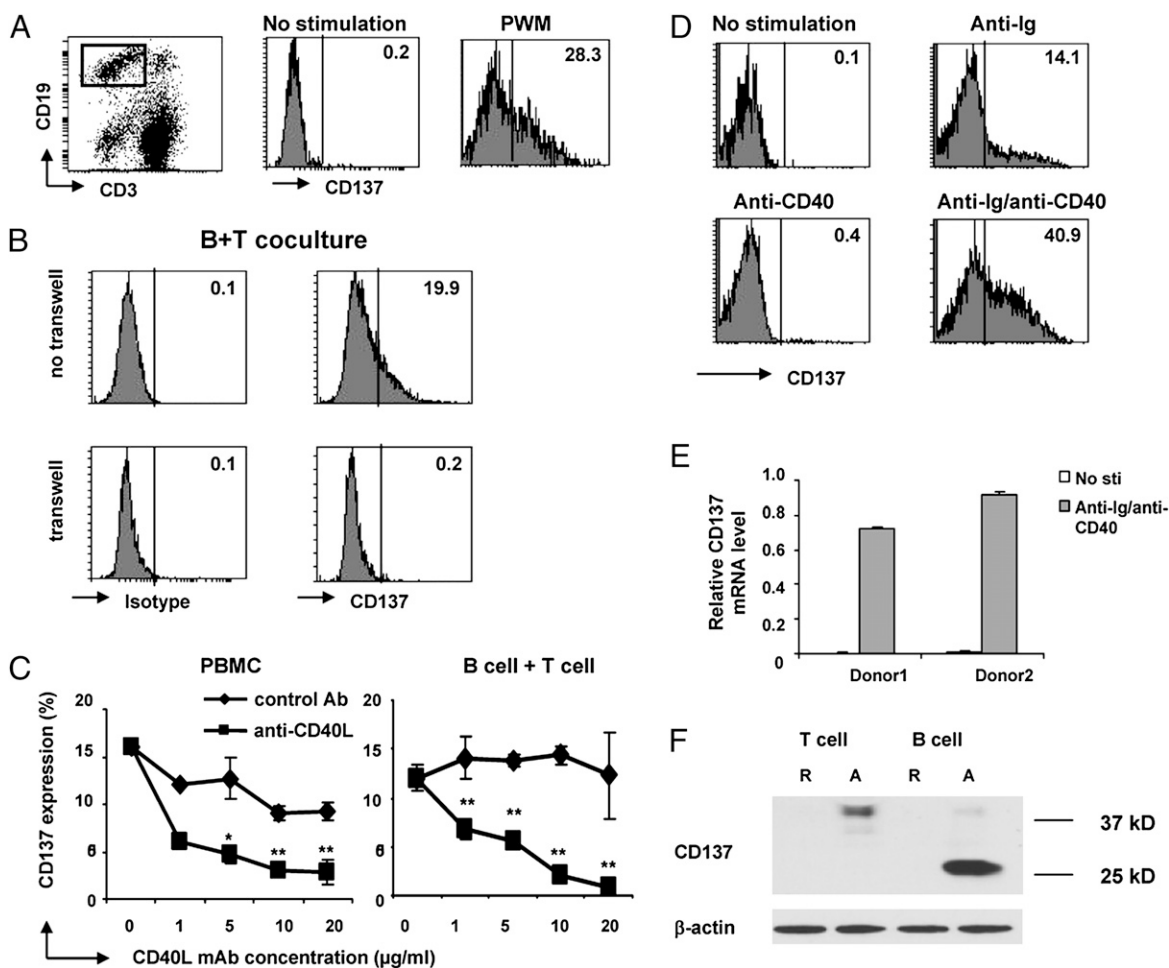 A
No stimulation
PWM
0.2
28.3
CD19
CD3
CD137
B
B+T coculture
no transwell
0.1
19.9
transwell
0.1
0.2
Isotype
CD137
C
PBMC
B cell + T cell
control Ab
anti-CD40L
CD137 expression (%)
20
15
10
6
0
* ** **
0 1 5 10 20
20
15
10
6
0
** ** ** **
0 1 5 10 20
CD40L mAb concentration (µg/ml)
D
No stimulation
Anti-Ig
0.1
14.1
Anti-CD40
Anti-Ig/anti-CD40
0.4
40.9
CD137
E
Relative CD137
mRNA level
1.0
0.8
0.6
0.4
0.2
0
No sti
Anti-Ig/anti-
CD40
Donor1
Donor2
F
T cell
B cell
R A R A
CD137
37 kD
25 kD
β-actin